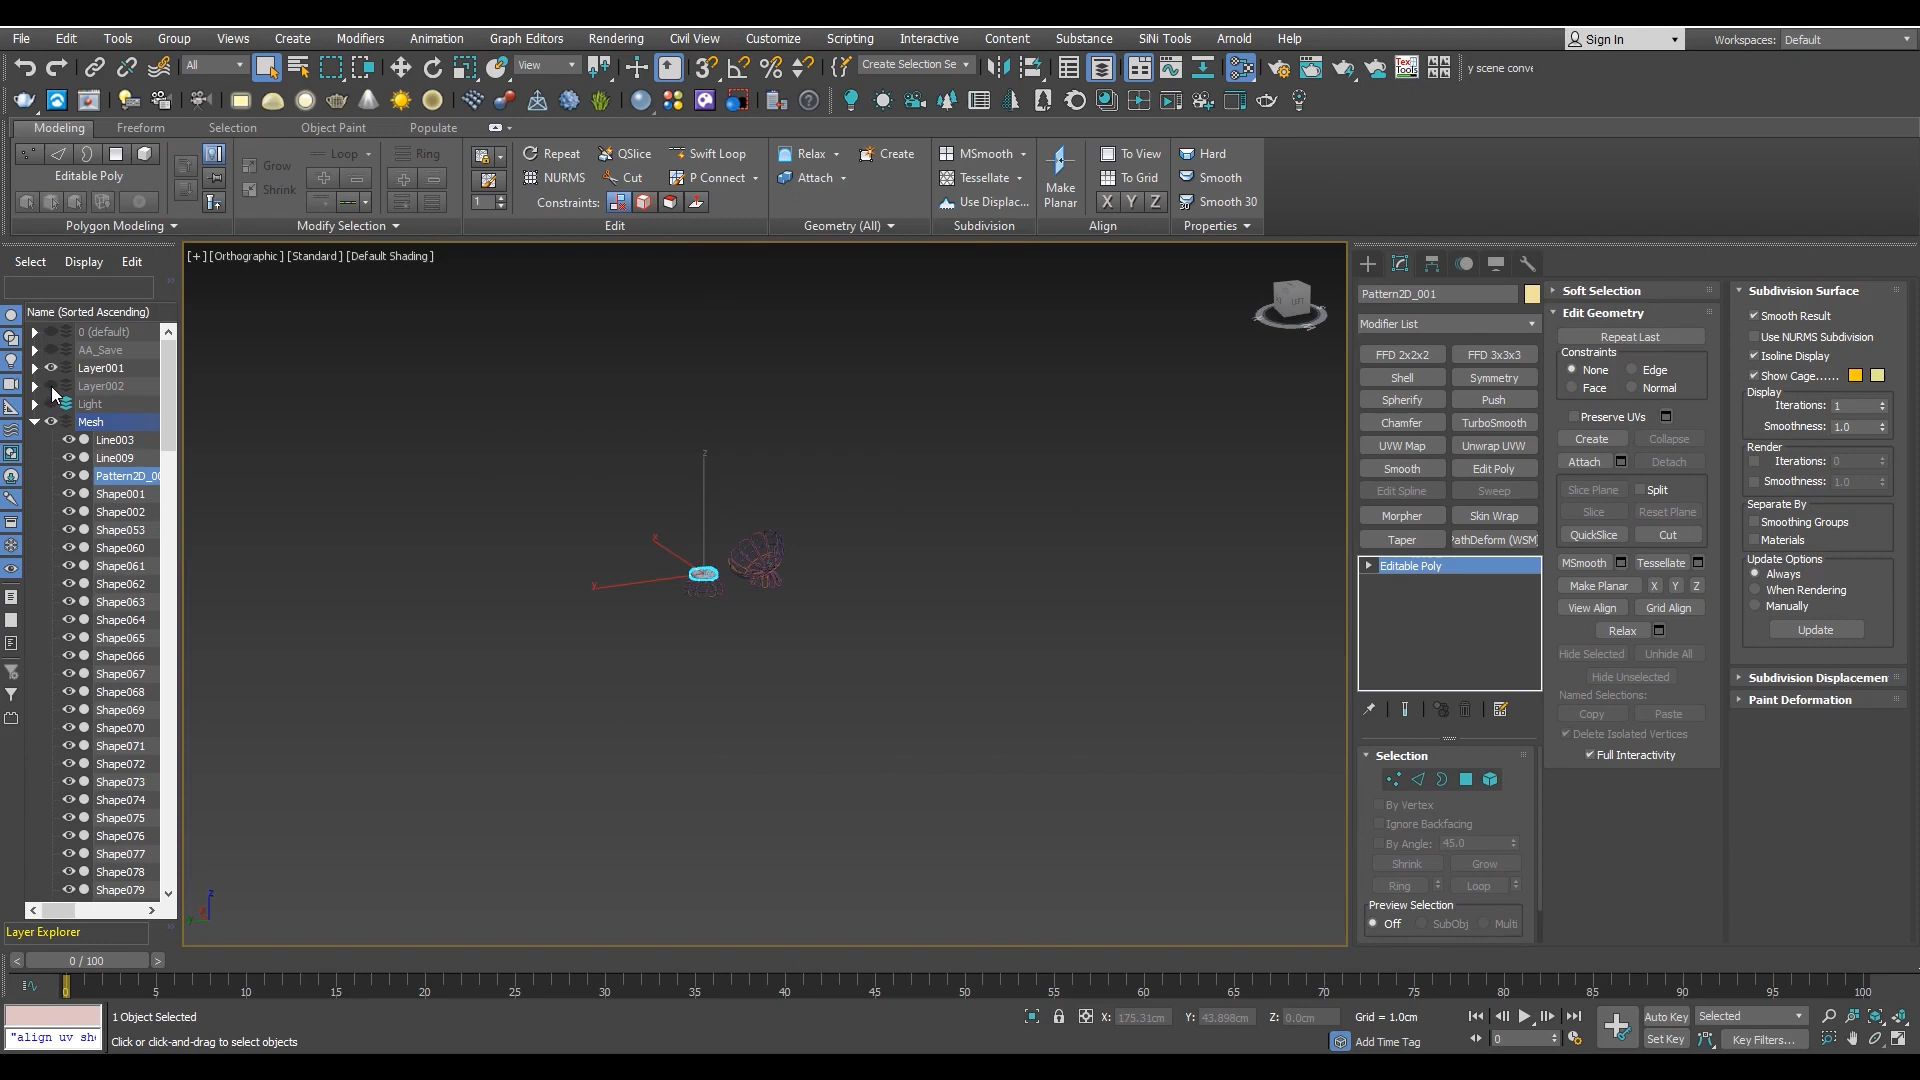 File Edit Tools Group Views Create Modifiers Animation Graph Editors Rendering Civil View Customize Scripting Interactive Content Substance SiNi Tools Arnold Help Sign In Workspaces: Default
All View Create Selection Se y scene conve
Modeling Freeform Selection Object Paint Populate
Loop Ring Repeat QSlice Swift Loop Relax Create MSmooth To View Hard
Grow
Editable Poly NURMS Cut P Connect Attach Tessellate To Grid Smooth
Shrink Make Planar
1 Constraints: Use Displac... X Y Z Smooth 30
Polygon Modeling Modify Selection Edit Geometry (All) Subdivision Align Properties
Select Display Edit
[+] [Orthographic] [Standard] [Default Shading]
Name (Sorted Ascending)
0 (default)
AA_Save
Layer001
Layer002
Light
Mesh
Line003
Line009
Pattern2D_00
Shape001
Shape002
Shape053
Shape060
Shape061
Shape062
Shape063
Shape064
Shape065
Shape066
Shape067
Shape068
Shape069
Shape070
Shape071
Shape072
Shape073
Shape074
Shape075
Shape076
Shape077
Shape078
Shape079
Layer Explorer
z
x
y
LEFT
z
Pattern2D_001
Modifier List
FFD 2x2x2 FFD 3x3x3
Shell Symmetry
Spherify Push
Chamfer TurboSmooth
UVW Map Unwrap UVW
Smooth Edit Poly
Edit Spline Sweep
Morpher Skin Wrap
Taper PathDeform (WSM)
Editable Poly
Selection
By Vertex
Ignore Backfacing
By Angle: 45.0
Shrink Grow
Ring Loop
Preview Selection
Off SubObj Multi
Soft Selection
Edit Geometry
Repeat Last
Constraints
None Edge
Face Normal
Preserve UVs
Create Collapse
Attach Detach
Slice Plane Split
Slice Reset Plane
QuickSlice Cut
MSmooth Tessellate
Make Planar X Y Z
View Align Grid Align
Relax
Hide Selected Unhide All
Hide Unselected
Named Selections:
Copy Paste
Delete Isolated Vertices
Full Interactivity
Subdivision Surface
Smooth Result
Use NURMS Subdivision
Isoline Display
Show Cage......
Display
Iterations: 1
Smoothness: 1.0
Render
Iterations: 0
Smoothness: 1.0
Separate By
Smoothing Groups
Materials
Update Options
Always
When Rendering
Manually
Update
Subdivision Displacement
Paint Deformation
< 0 / 100 >
0 5 10 15 20 25 30 35 40 45 50 55 60 65 70 75 80 85 90 95 100
1 Object Selected X: 175.31cm Y: 43.898cm Z: 0.0cm Grid = 1.0cm Auto Key Selected
"align uv she Click or click-and-drag to select objects Add Time Tag 0 Set Key Key Filters...